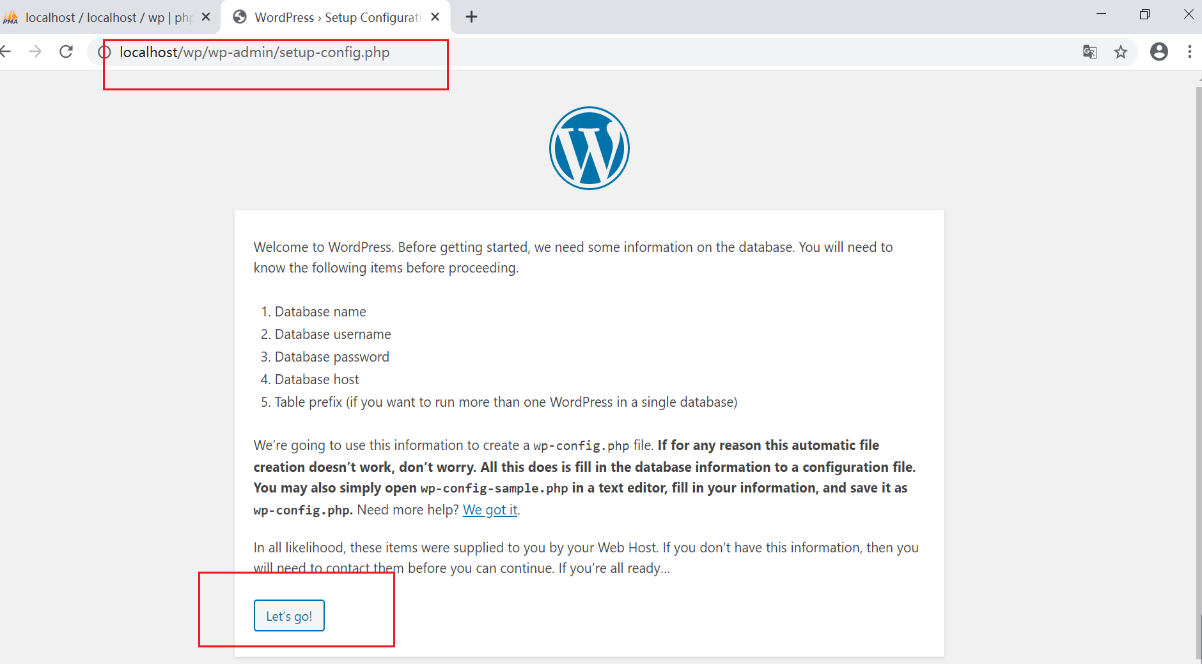 PMA localhost / localhost / wp | php
WordPress › Setup Configurati
localhost/wp/wp-admin/setup-config.php
W
Welcome to WordPress. Before getting started, we need some information on the database. You will need to
know the following items before proceeding.
1. Database name
2. Database username
3. Database password
4. Database host
5. Table prefix (if you want to run more than one WordPress in a single database)
We’re going to use this information to create a wp-config.php file. If for any reason this automatic file
creation doesn’t work, don’t worry. All this does is fill in the database information to a configuration file.
You may also simply open wp-config-sample.php in a text editor, fill in your information, and save it as
wp-config.php. Need more help? We got it.
In all likelihood, these items were supplied to you by your Web Host. If you don’t have this information, then you
will need to contact them before you can continue. If you’re all ready…
Let’s go!